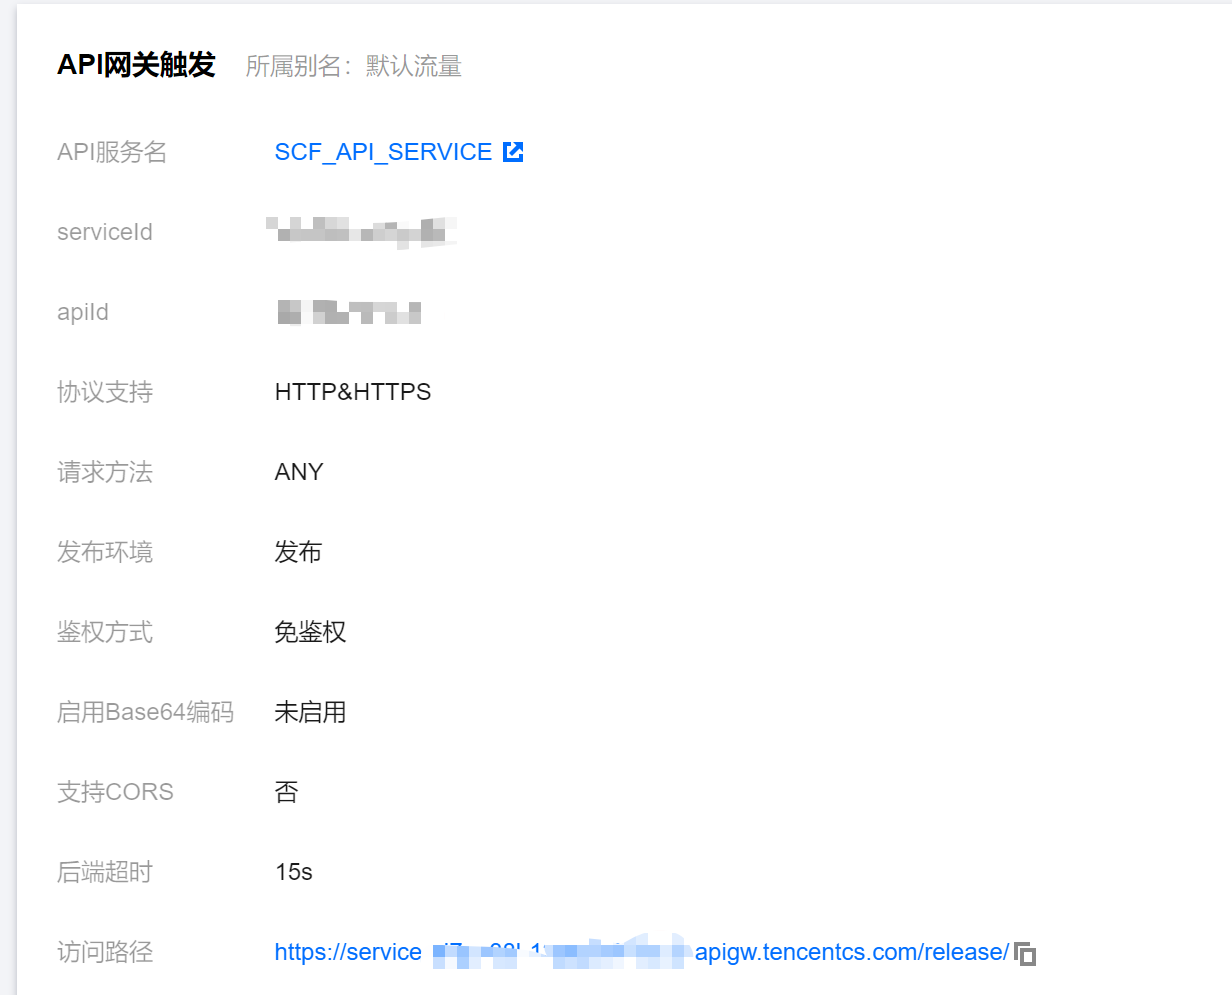 API网关触发 所属别名：默认流量
API服务名 SCF_API_SERVICE
serviceId
apiId
协议支持 HTTP&HTTPS
请求方法 ANY
发布环境 发布
鉴权方式 免鉴权
启用Base64编码 未启用
支持CORS 否
后端超时 15s
访问路径 https://service apigw.tencentcs.com/release/